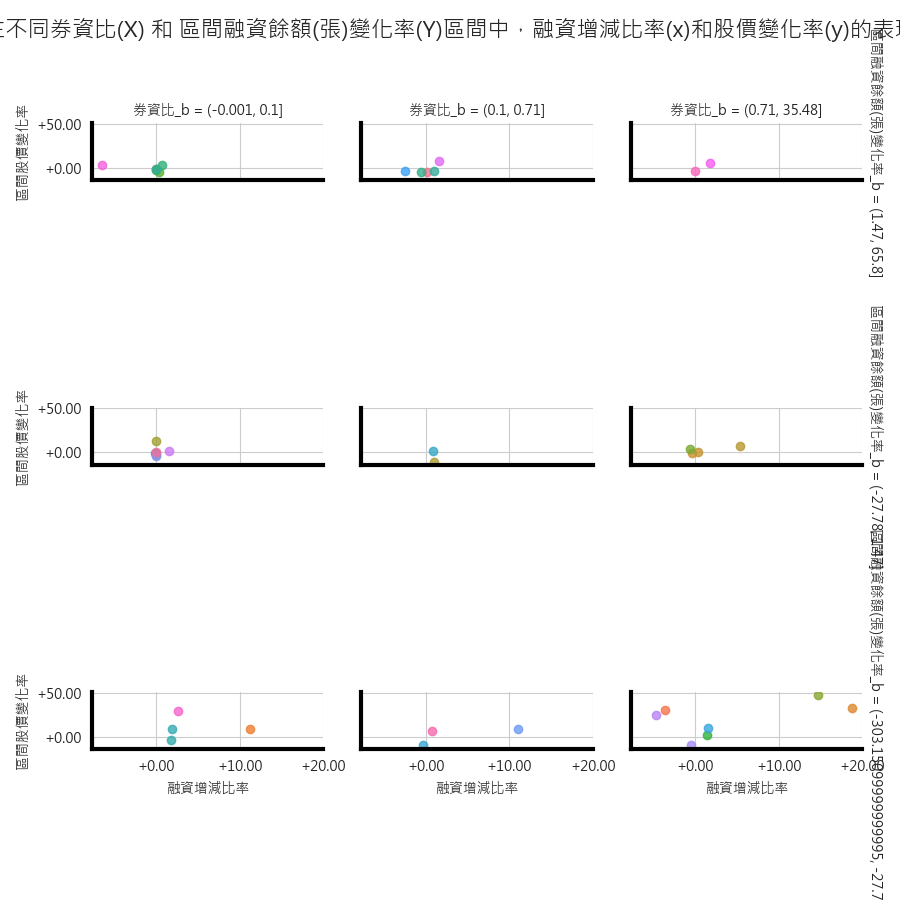 不同券資比(X) 和 區間融資餘額(張)變化率(Y)區間中，融資增減比率(x)和股價變化率(y)的表
券資比_b = (-0.001, 0.1]
券資比_b = (0.1, 0.71]
券資比_b = (0.71, 35.48]
區間融資餘額(張)變化率_b = (1.47, 65.8]
區間股價變化率
+50.00
+0.00
區間融資餘額(張)變化率_b = (-27.78,
區間股價變化率
+50.00
+0.00
區間融資餘額(張)變化率_b = (-303.15999999999995, -27.7
區間股價變化率
+50.00
+0.00
+0.00
+10.00
+20.00
+0.00
+10.00
+20.00
+0.00
+10.00
+20.00
融資增減比率
融資增減比率
融資增減比率